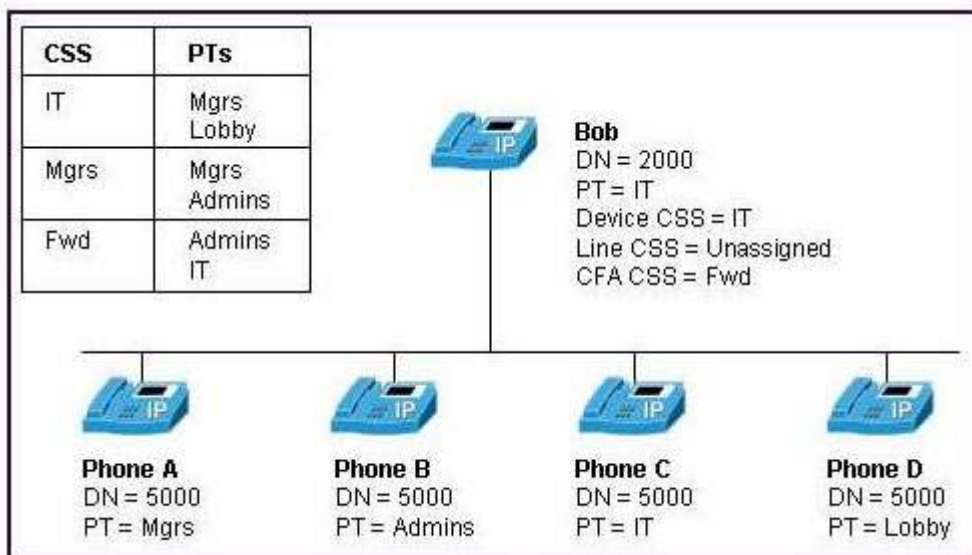 CSS PTs
IT Mgrs
Lobby
Mgrs Mgrs
Admins
Fwd Admins
IT
IP
Bob
DN = 2000
PT = IT
Device CSS = IT
Line CSS = Unassigned
CFA CSS = Fwd
IP IP IP IP
Phone A
DN = 5000
PT = Mgrs
Phone B
DN = 5000
PT = Admins
Phone C
DN = 5000
PT = IT
Phone D
DN = 5000
PT = Lobby